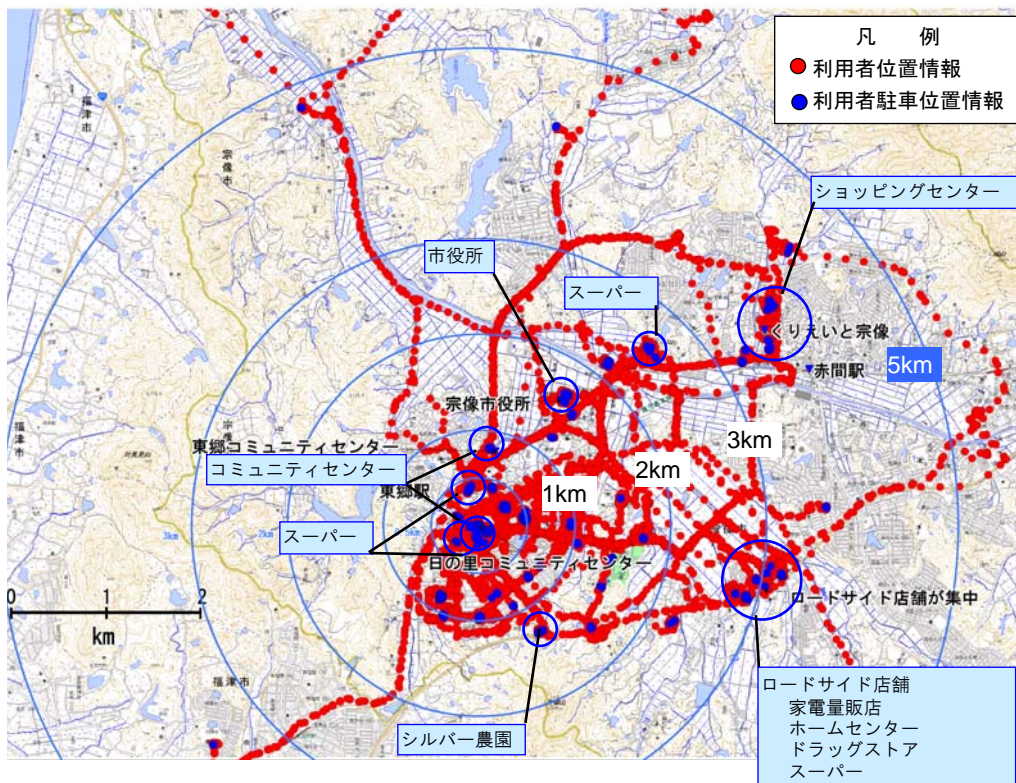 凡　例
利用者位置情報
利用者駐車位置情報
福津市
宗像市
ショッピングセンター
市役所
スーパー
くりえいと宗像
赤間駅
5km
宗像市役所
福津市
宗像
東郷コミュニティセンター
3km
コミュニティセンター
2km
東郷駅
1km
3km
2km
スーパー
日の里コミュニティセンター
0 1 2
km
ロードサイド店舗が集中
福津市
シルバー農園
ロードサイド店舗
家電量販店
ホームセンター
ドラッグストア
スーパー